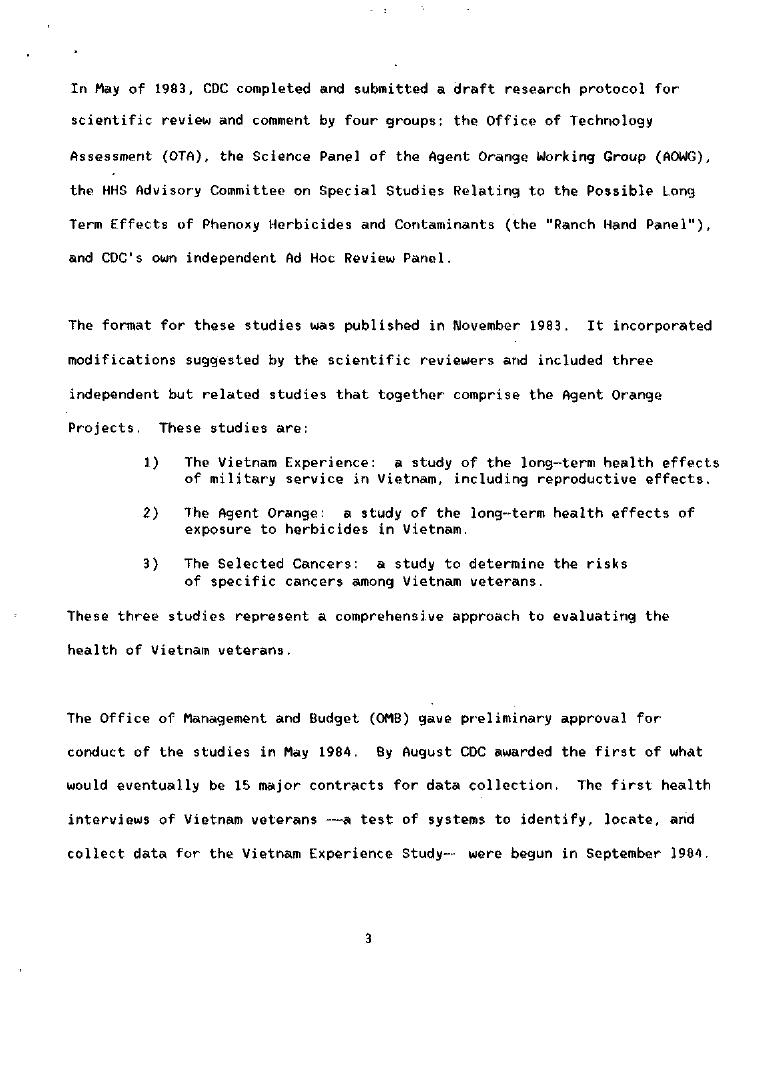 In May of 1983, CDC completed and submitted a draft research protocol for
scientific review and comment by four groups: the Office of Technology
Assessment (OTA), the Science Panel of the Agent Orange Working Group (AOWG),
the HHS Advisory Committee on Special Studies Relating to the Possible Long
Term Effects of Phenoxy Herbicides and Contaminants (the "Ranch Hand Panel"),
and CDC's own independent Ad Hoc Review Panel.
The format for these studies was published in November 1983. It incorporated
modifications suggested by the scientific reviewers and included three
independent but related studies that together comprise the Agent Orange
Projects. These studies are:
1) The Vietnam Experience: a study of the long-term health effects
of military service in Vietnam, including reproductive effects.
2) The Agent Orange: a study of the long-term health effects of
exposure to herbicides in Vietnam.
3) The Selected Cancers: a study to determine the risks
of specific cancers among Vietnam veterans.
These three studies represent a comprehensive approach to evaluating the
health of Vietnam veterans.
The Office of Management and Budget (OMB) gave preliminary approval for
conduct of the studies in May 1984. By August CDC awarded the first of what
would eventually be 15 major contracts for data collection. The first health
interviews of Vietnam veterans --a test of systems to identify, locate, and
collect data for the Vietnam Experience Study-- were begun in September 1984.
3